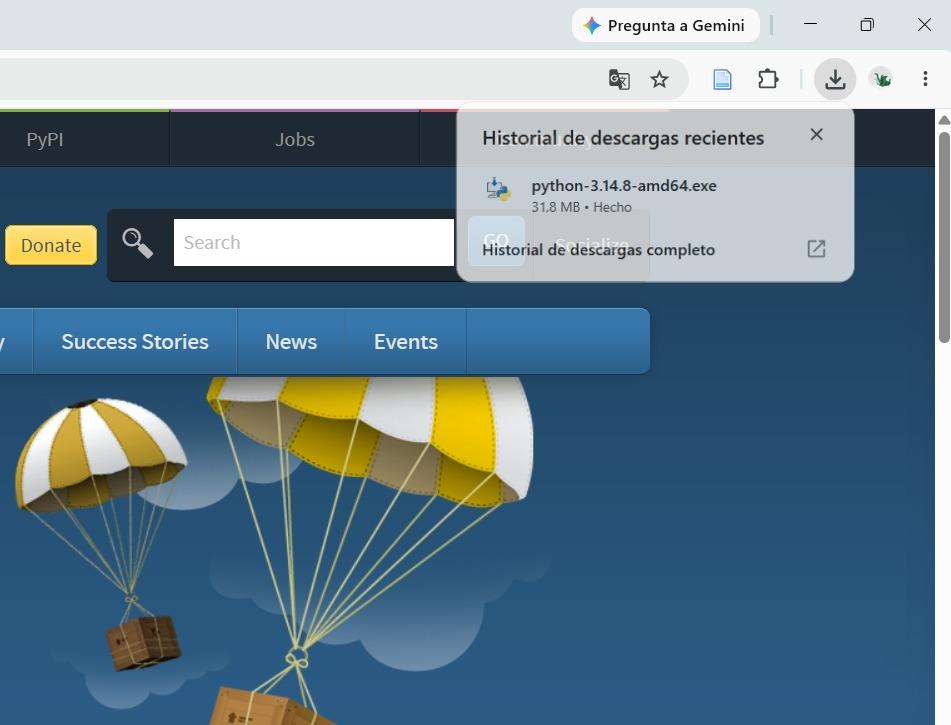 Pregunta a Gemini
PyPI
Jobs
Historial de descargas recientes
python-3.14.8-amd64.exe
31,8 MB • Hecho
Donate
Search
GO
Socialize
Historial de descargas completo
Success Stories
News
Events